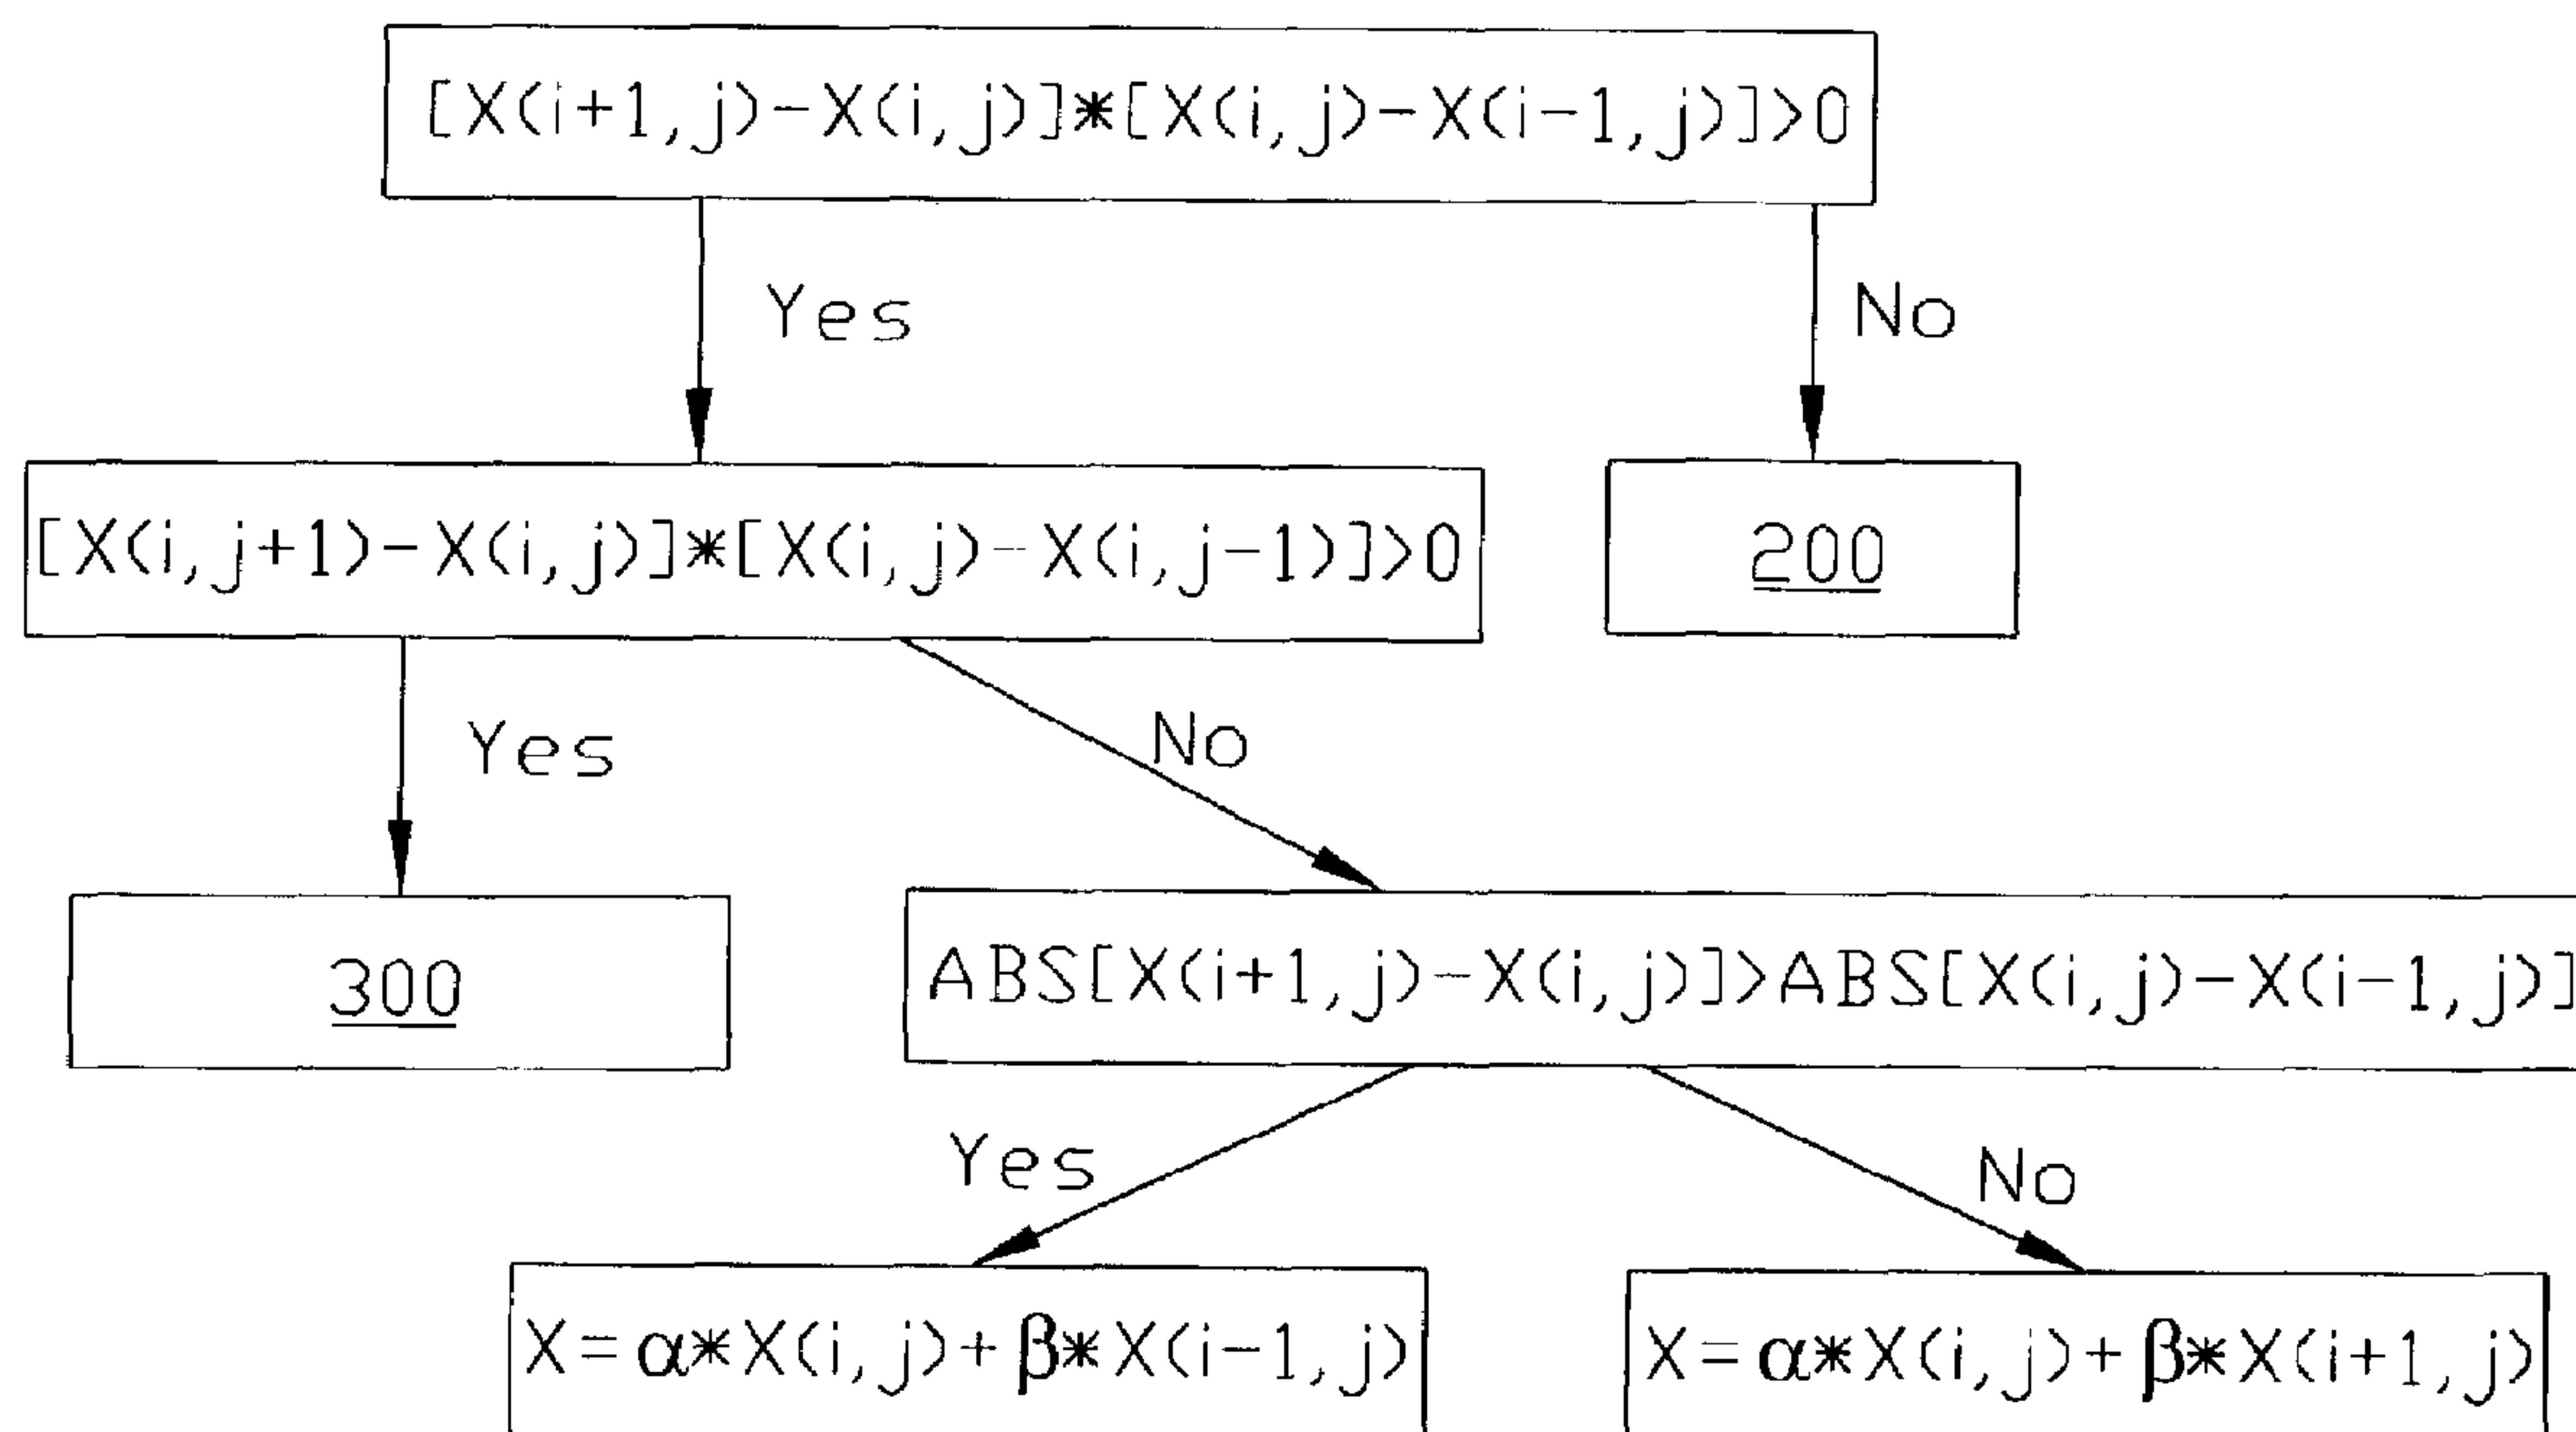 [X(i+1,j)-X(i,j)]*[X(i,j)-X(i-1,j)]>0
Yes
No
[X(i,j+1)-X(i,j)]*[X(i,j)-X(i,j-1)]>0
200
Yes
No
300
ABS[X(i+1,j)-X(i,j)]>ABS[X(i,j)-X(i-1,j)]
Yes
No
X=α*X(i,j)+β*X(i-1,j)
X=α*X(i,j)+β*X(i+1,j)